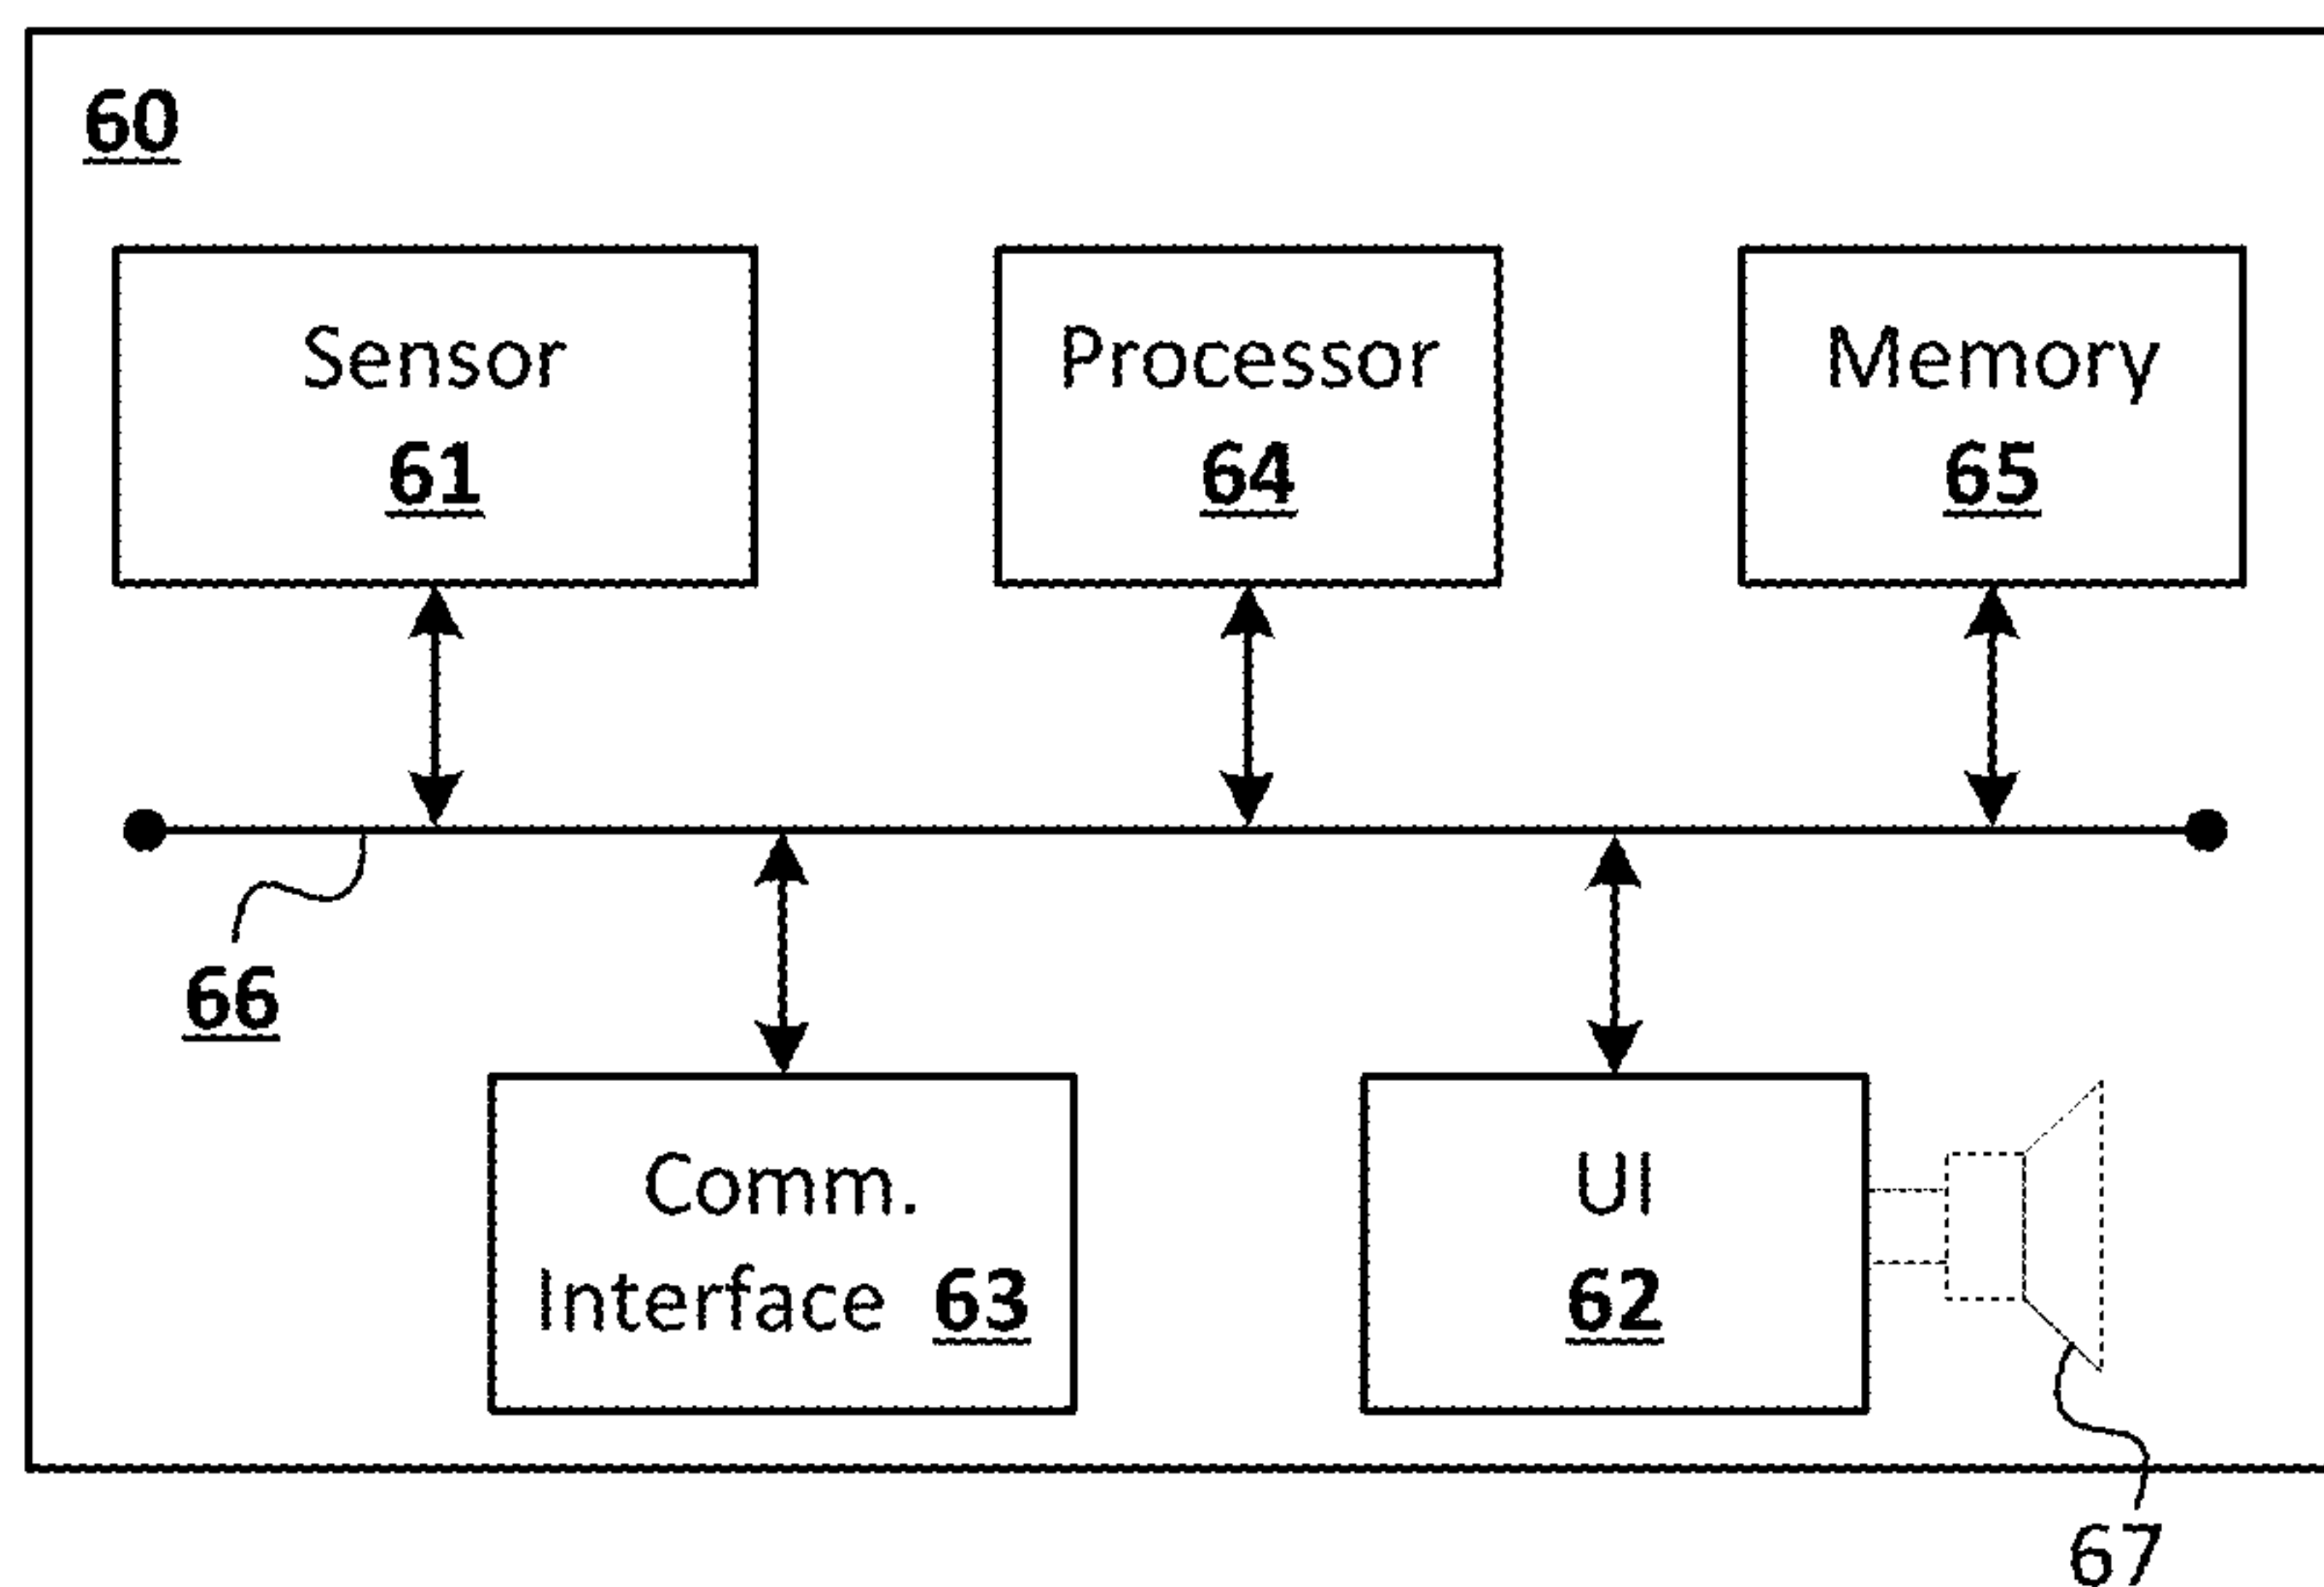 60
Sensor
61
Processor
64
Memory
65
66
Comm.
Interface 63
UI
62
67